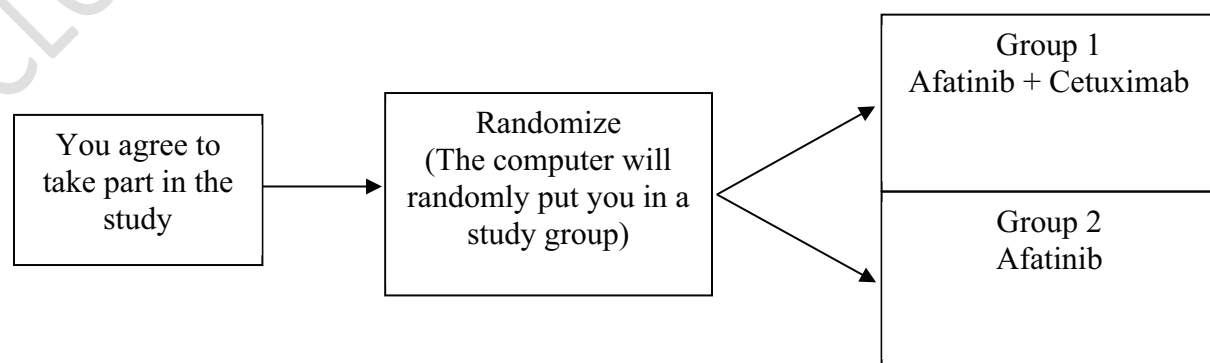 You agree to
take part in the
study
Randomize
(The computer will
randomly put you in a
study group)
Group 1
Afatinib + Cetuximab
Group 2
Afatinib